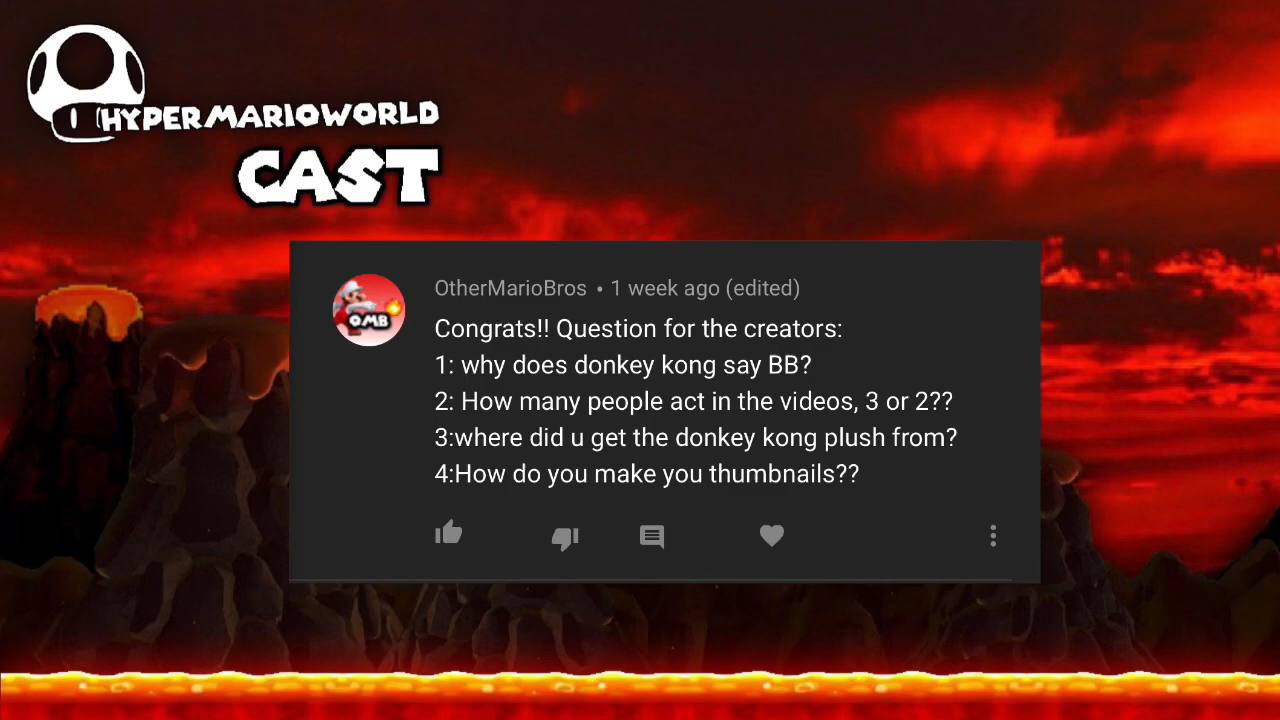 HYPERMARIOWORLD
CAST
OtherMarioBros • 1 week ago (edited)
OMB
Congrats!! Question for the creators:
1: why does donkey kong say BB?
2: How many people act in the videos, 3 or 2??
3:where did u get the donkey kong plush from?
4:How do you make you thumbnails??